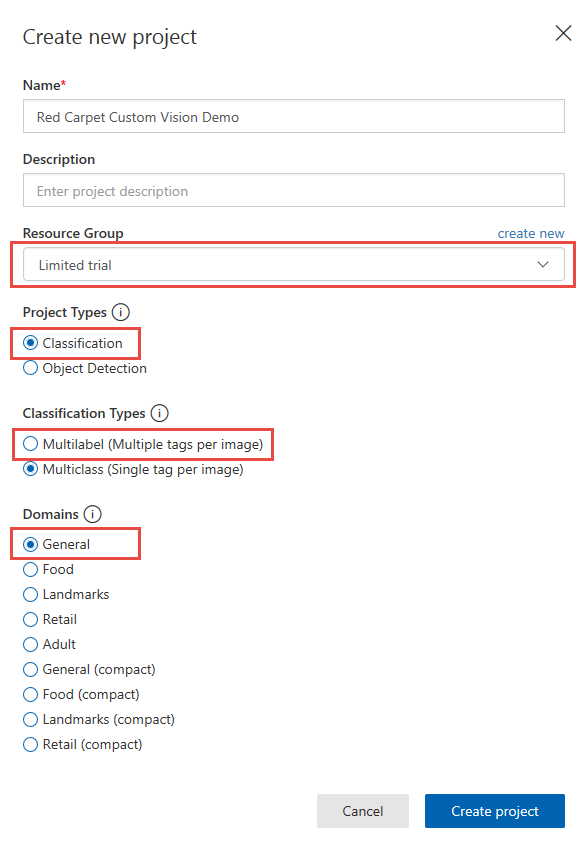 Create new project
Name*
Red Carpet Custom Vision Demo
Description
Enter project description
Resource Group create new
Limited trial
Project Types i
Classification
Object Detection
Classification Types i
Multilabel (Multiple tags per image)
Multiclass (Single tag per image)
Domains i
General
Food
Landmarks
Retail
Adult
General (compact)
Food (compact)
Landmarks (compact)
Retail (compact)
Cancel Create project